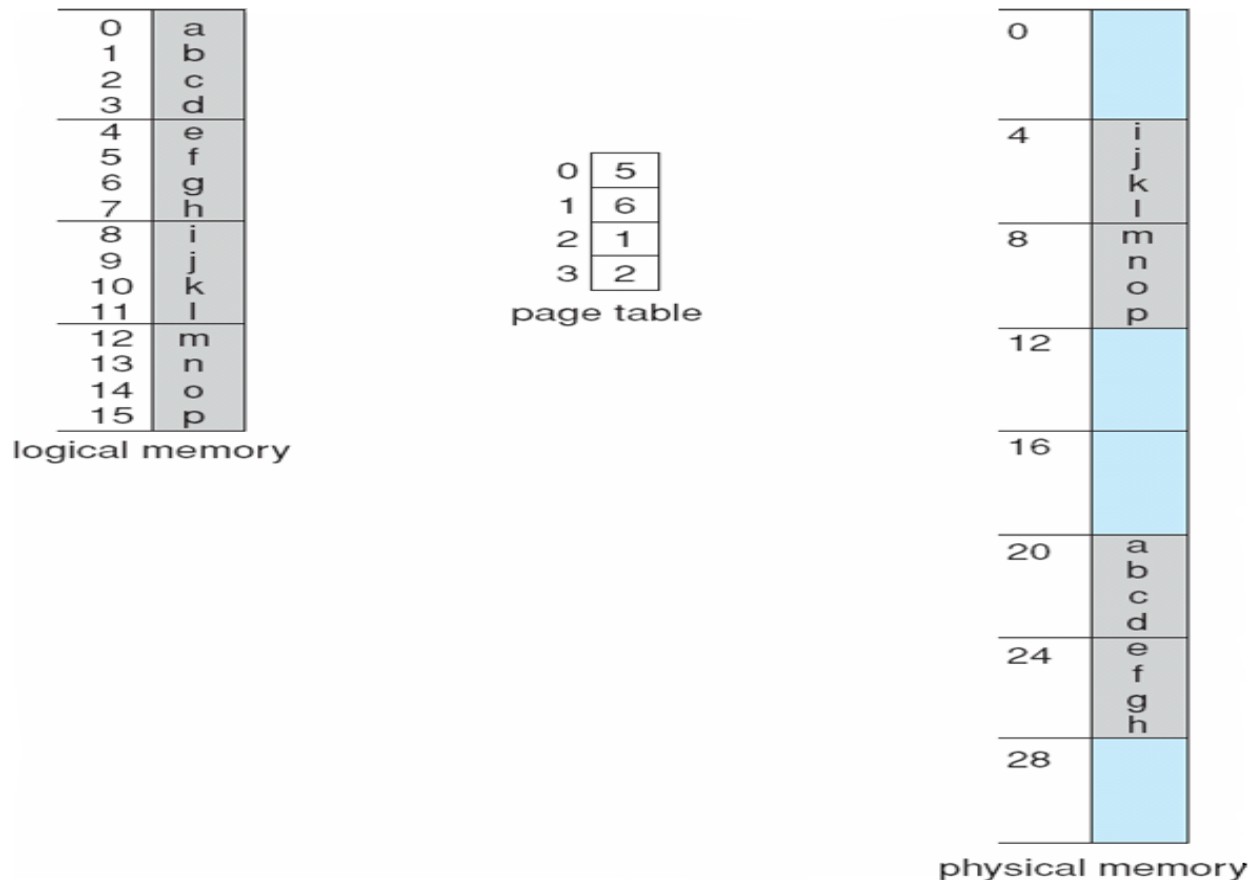 0 a
1 b
2 c
3 d
4 e
5 f
6 g
7 h
8 i
9 j
10 k
11 l
12 m
13 n
14 o
15 p
logical memory
0 5
1 6
2 1
3 2
page table
0
4 i
j
k
l
8 m
n
o
p
12
16
20 a
b
c
d
24 e
f
g
h
28
physical memory